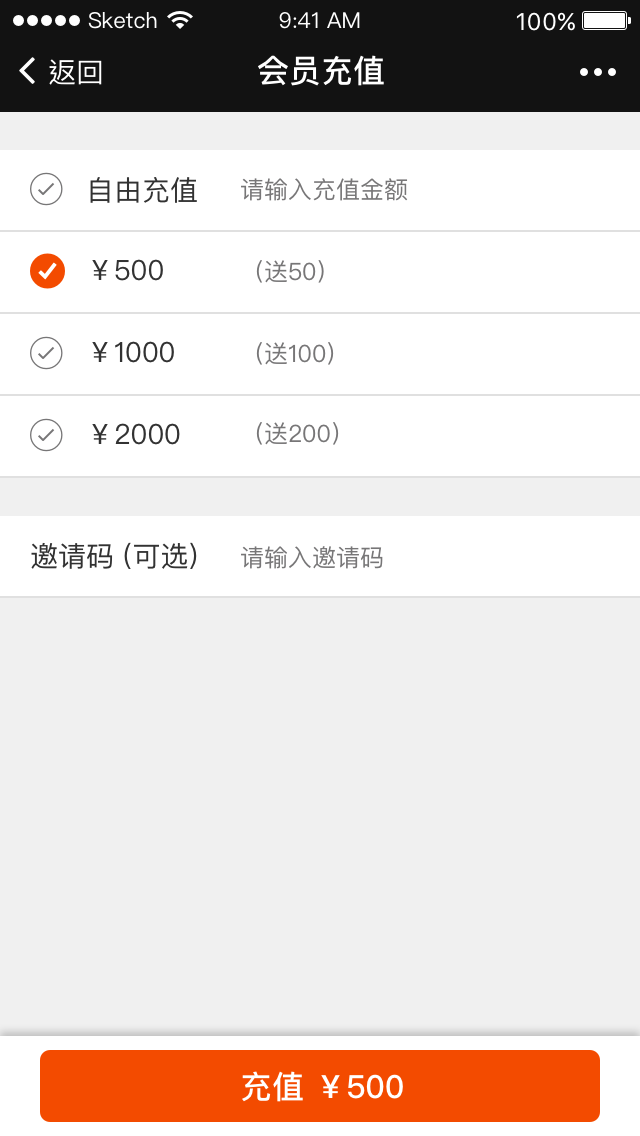 Sketch 9:41 AM 100%
返回 会员充值
自由充值 请输入充值金额
¥500 (送50)
¥1000 (送100)
¥2000 (送200)
邀请码 (可选) 请输入邀请码
充值 ¥500